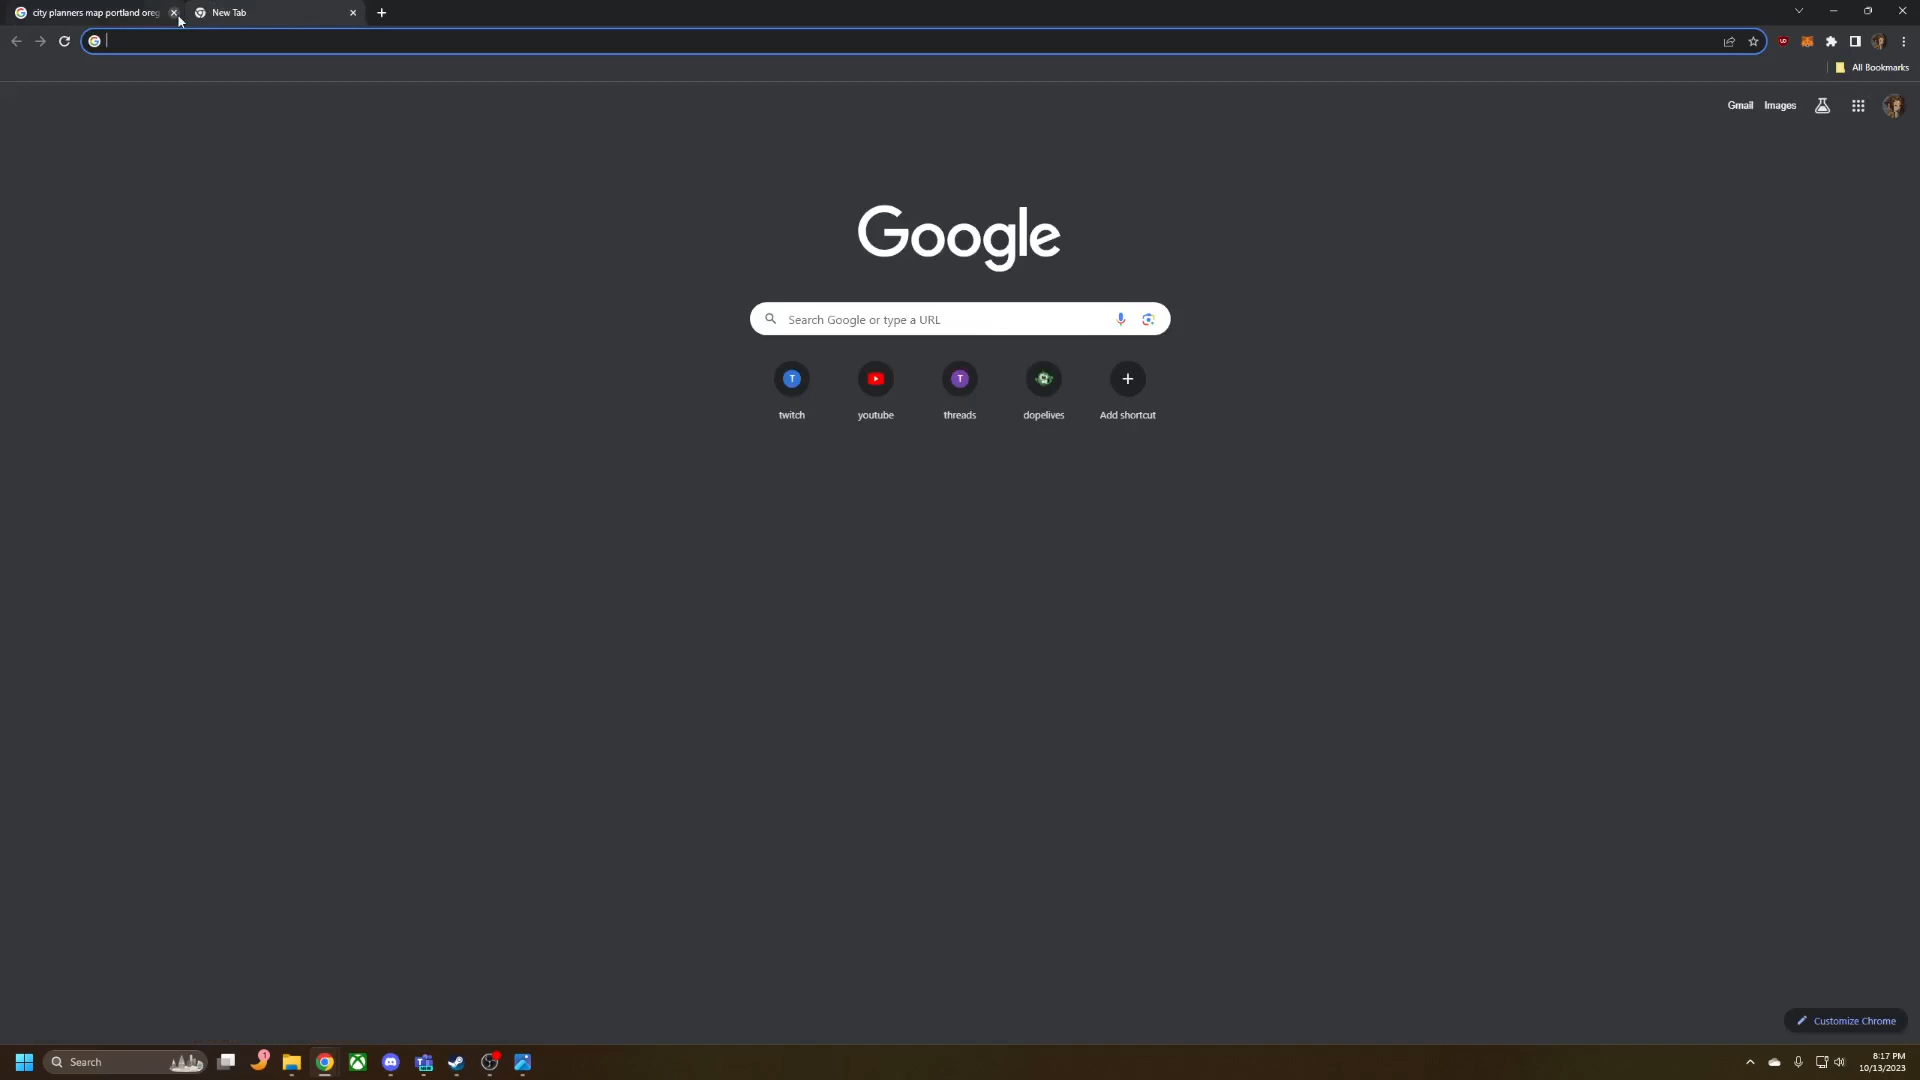 city planners map portland oreg
New Tab
All Bookmarks
Gmail Images
Google
Search Google or type a URL
T T
twitch youtube threads dopelives Add shortcut
Customize Chrome
Search
1
8:17 PM
10/13/2023